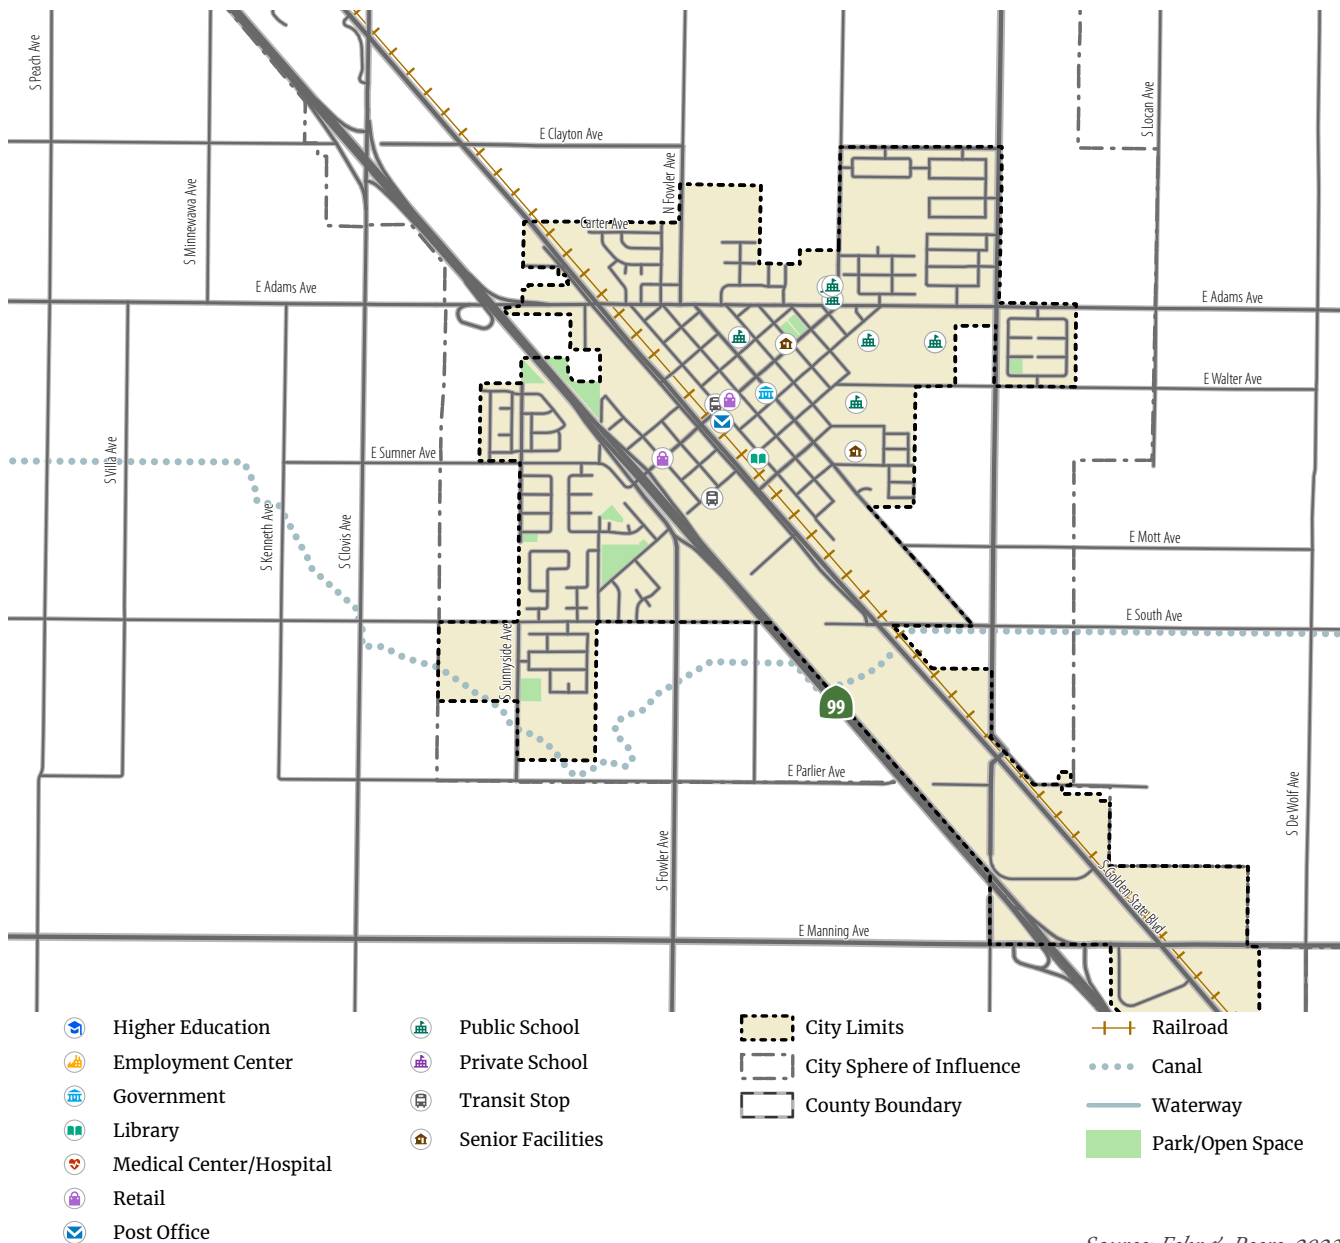 S Peach Ave
E Clayton Ave
S Locan Ave
N Fowler Ave
S Minnewawa Ave
Carter Ave
E Adams Ave
E Adams Ave
E Walter Ave
E Sumner Ave
S Villa Ave
S Kenneth Ave
S Clovis Ave
E Mott Ave
E South Ave
S Sunnyside Ave
99
E Parlier Ave
S De Wolf Ave
S Fowler Ave
S Golden State Blvd
E Manning Ave
Higher Education
Employment Center
Government
Library
Medical Center/Hospital
Retail
Post Office
Public School
Private School
Transit Stop
Senior Facilities
City Limits
City Sphere of Influence
County Boundary
Railroad
Canal
Waterway
Park/Open Space